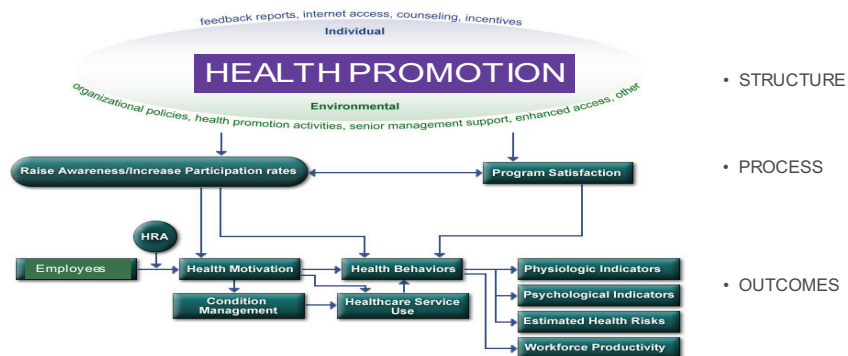 feedback reports, internet access, counseling, incentives
Individual
HEALTH PROMOTION
Environmental
organizational policies, health promotion activities, senior management support, enhanced access, other
• STRUCTURE
Raise Awareness/Increase Participation rates
Program Satisfaction
• PROCESS
HRA
Employees
Health Motivation
Health Behaviors
Physiologic Indicators
Condition
Management
Healthcare Service
Use
Psychological Indicators
• OUTCOMES
Estimated Health Risks
Workforce Productivity